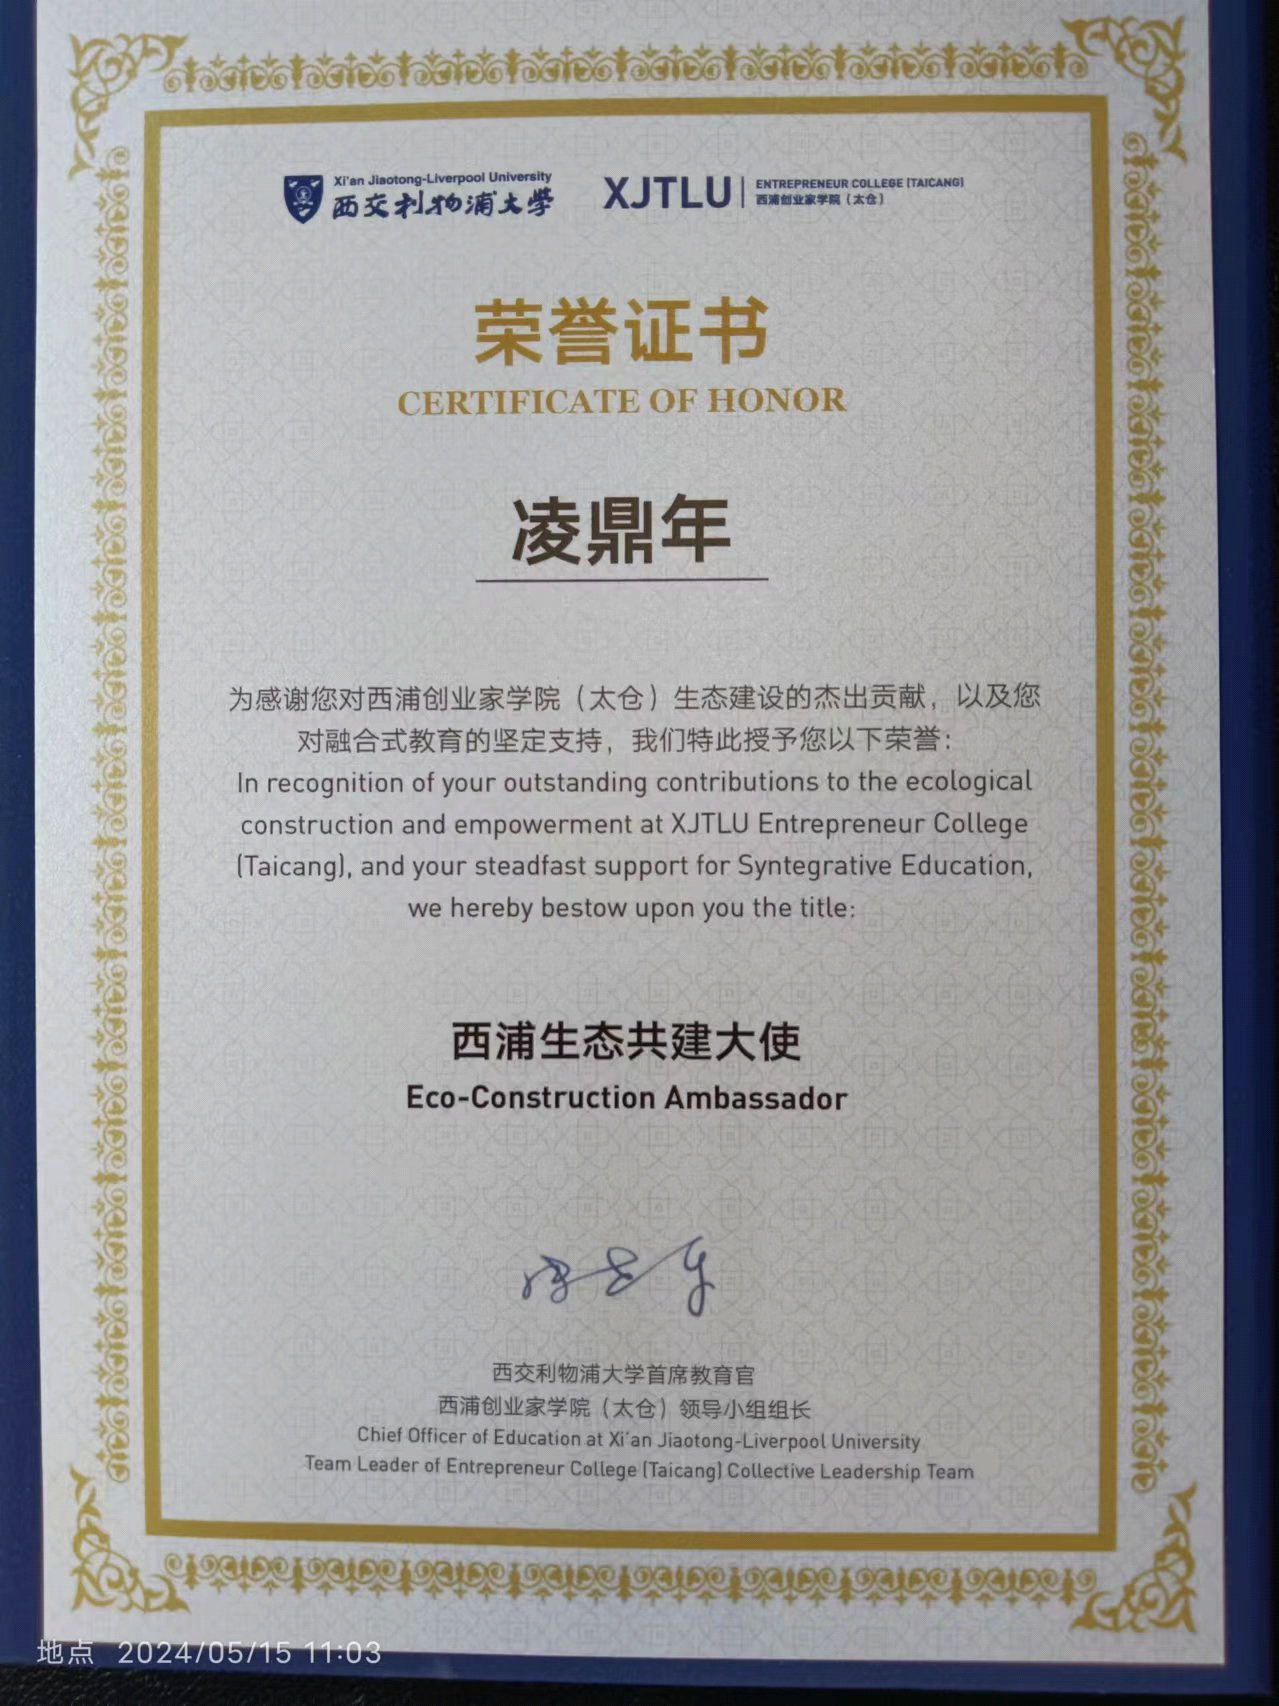 Xi'an Jiaotong-Liverpool University
西交利物浦大學
XJTLU
ENTREPRENEUR COLLEGE (TAICANG)
西浦创业家学院（太仓）
荣誉证书
CERTIFICATE OF HONOR
凌鼎年
为感谢您对西浦创业家学院（太仓）生态建设的杰出贡献，以及您
对融合式教育的坚定支持，我们特此授予您以下荣誉：
In recognition of your outstanding contributions to the ecological
construction and empowerment at XJTLU Entrepreneur College
(Taicang), and your steadfast support for Syntegrative Education,
we hereby bestow upon you the title:
西浦生态共建大使
Eco-Construction Ambassador
西交利物浦大学首席教育官
西浦创业家学院（太仓）领导小组组长
Chief Officer of Education at Xi'an Jiaotong-Liverpool University
Team Leader of Entrepreneur College (Taicang) Collective Leadership Team
地点 2024/05/15 11:03